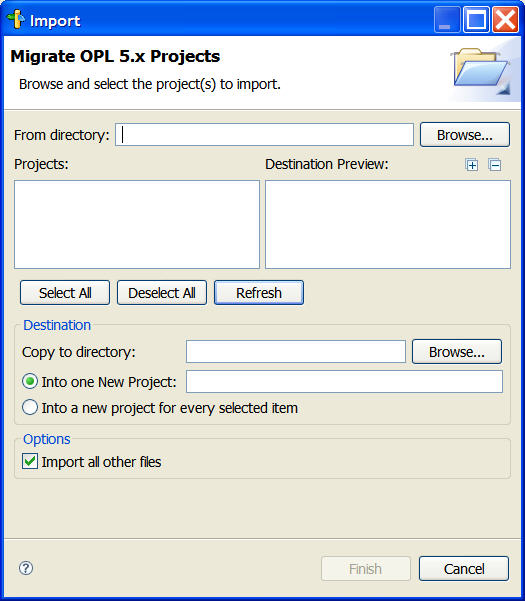 Import
Migrate OPL 5.x Projects
Browse and select the project(s) to import.
From directory: Browse...
Projects: Destination Preview:
Select All Deselect All Refresh
Destination
Copy to directory: Browse...
Into one New Project:
Into a new project for every selected item
Options
Import all other files
? Finish Cancel